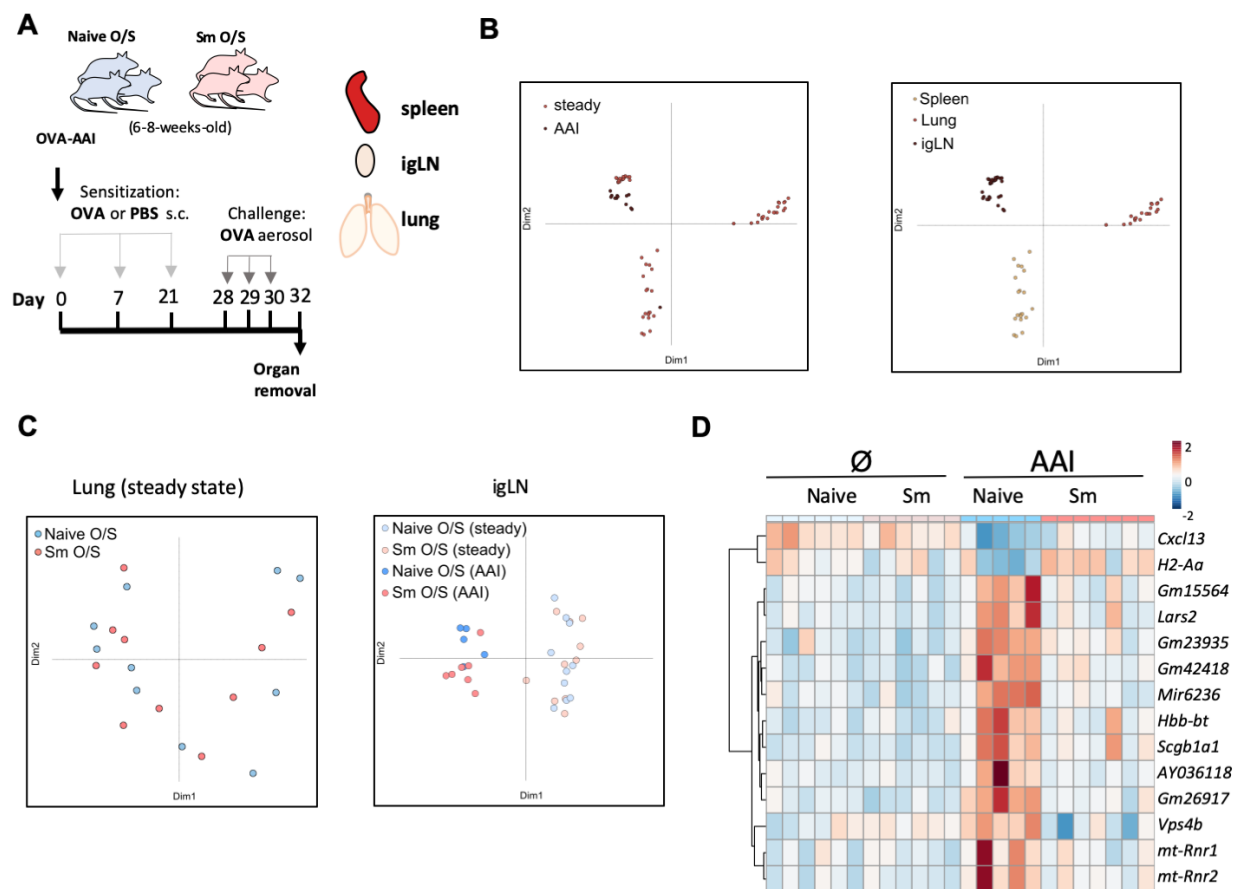 A
Naive O/S
Sm O/S
(6-8-weeks-old)
OVA-AAI
Sensitization:
OVA or PBS s.c.
Challenge:
OVA aerosol
Day 0 7 21 28 29 30 32
Organ
removal
spleen
igLN
lung
B
steady
AAI
Dim2
Dim1
Spleen
Lung
igLN
Dim2
Dim1
C
Lung (steady state)
Naive O/S
Sm O/S
Dim2
Dim1
igLN
Naive O/S (steady)
Sm O/S (steady)
Naive O/S (AAI)
Sm O/S (AAI)
Dim2
Dim1
D
Ø AAI
Naive Sm Naive Sm
2
0
-2
Cxcl13
H2-Aa
Gm15564
Lars2
Gm23935
Gm42418
Mir6236
Hbb-bt
Scgb1a1
AY036118
Gm26917
Vps4b
mt-Rnr1
mt-Rnr2